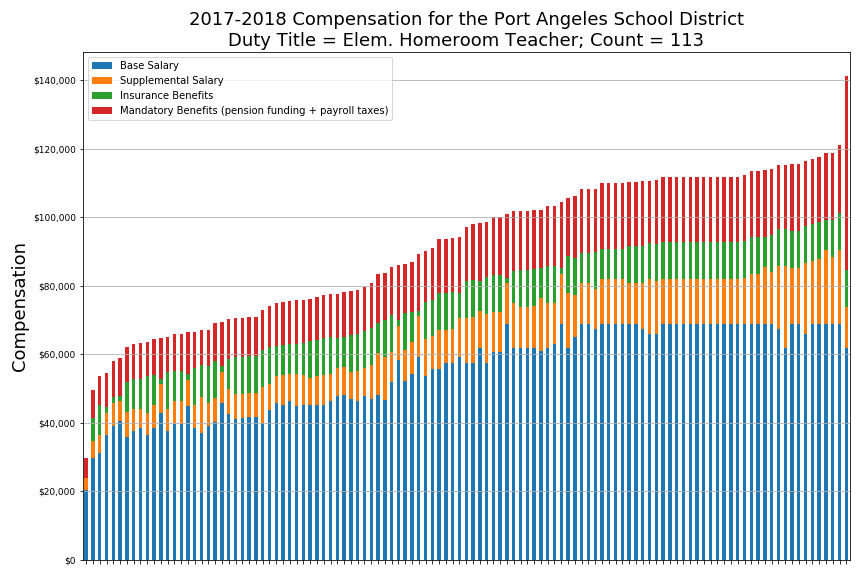 2017-2018 Compensation for the Port Angeles School District
Duty Title = Elem. Homeroom Teacher; Count = 113
Base Salary
Supplemental Salary
Insurance Benefits
Mandatory Benefits (pension funding + payroll taxes)
$140,000
$120,000
$100,000
$80,000
$60,000
$40,000
$20,000
$0
Compensation